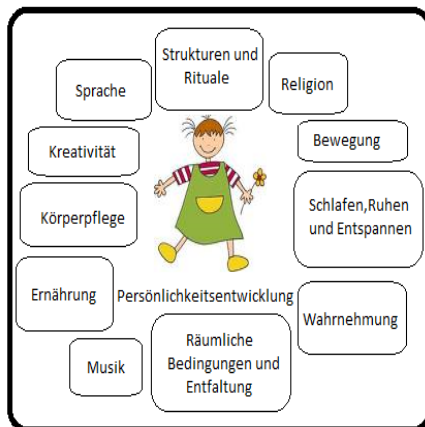 Strukturen und
Rituale
Sprache
Religion
Kreativität
Bewegung
Körperpflege
Schlafen,Ruhen
und Entspannen
Ernährung
Persönlichkeitsentwicklung
Wahrnehmung
Musik
Räumliche
Bedingungen und
Entfaltung